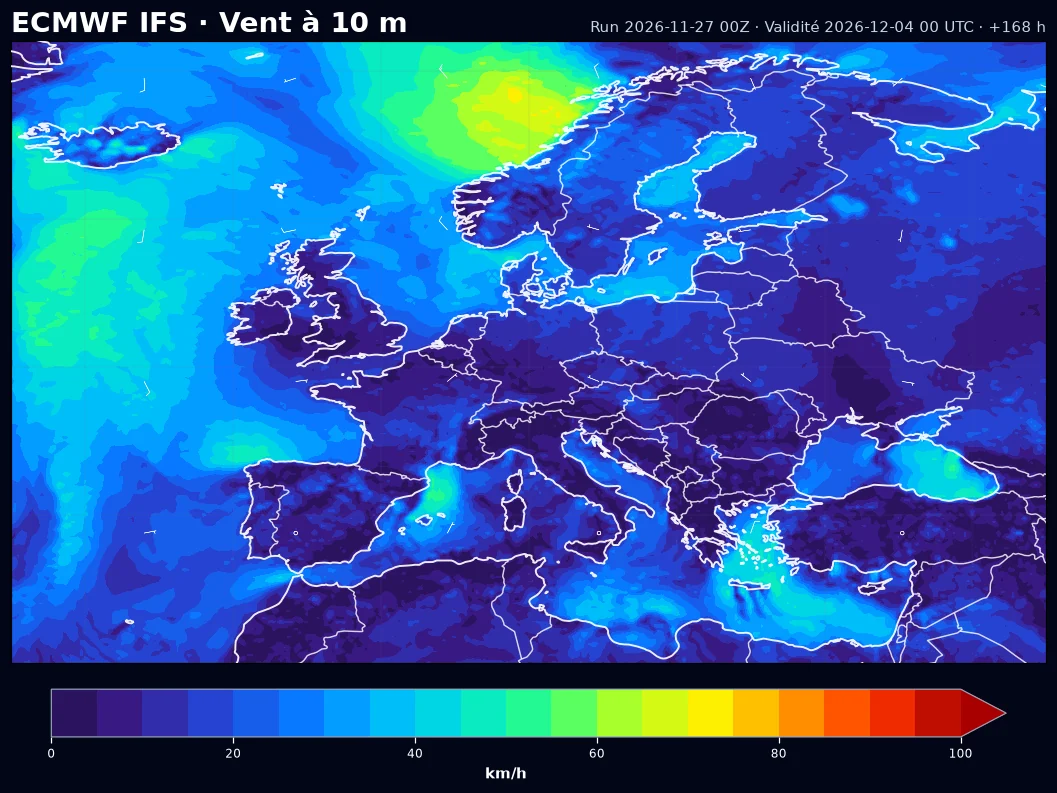 ECMWF IFS · Vent à 10 m
Run 2026-11-27 00Z · Validité 2026-12-04 00 UTC · +168 h
0 20 40 60 80 100
km/h